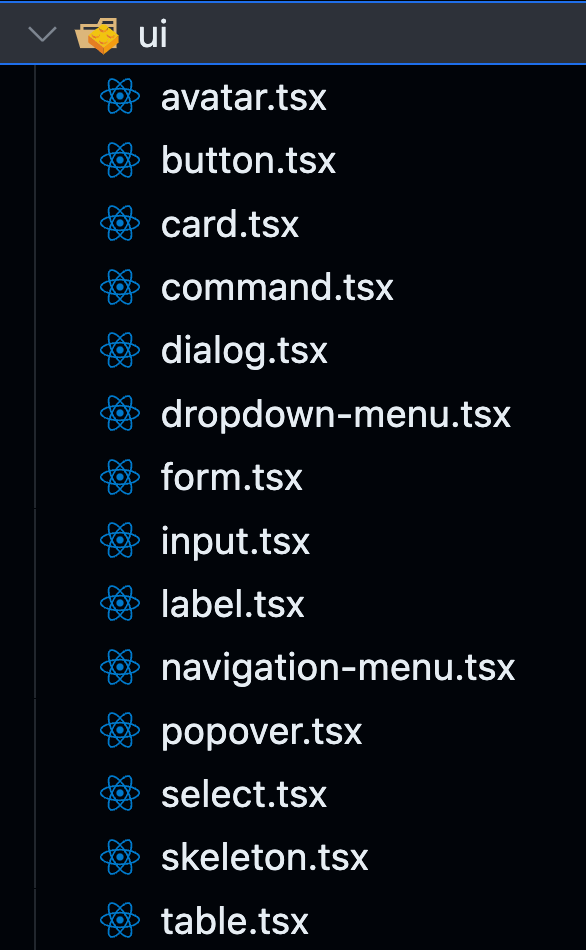 ui
avatar.tsx
button.tsx
card.tsx
command.tsx
dialog.tsx
dropdown-menu.tsx
form.tsx
input.tsx
label.tsx
navigation-menu.tsx
popover.tsx
select.tsx
skeleton.tsx
table.tsx